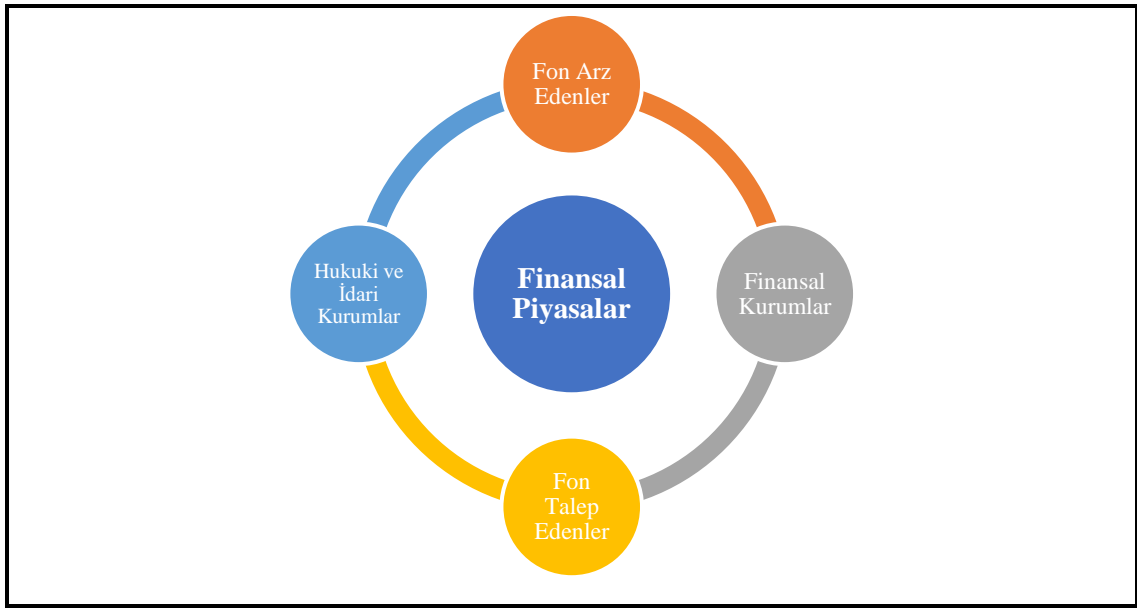 Fon Arz
Edenler
Hukuki ve
İdari
Kurumlar
Finansal
Piyasalar
Finansal
Kurumlar
Fon
Talep
Edenler